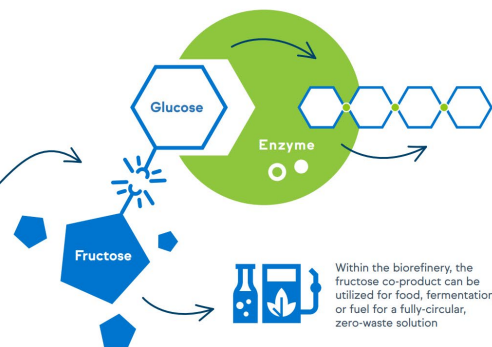 Glucose
Enzyme
Fructose
Within the biorefinery, the
fructose co-product can be
utilized for food, fermentation
or fuel for a fully-circular,
zero-waste solution